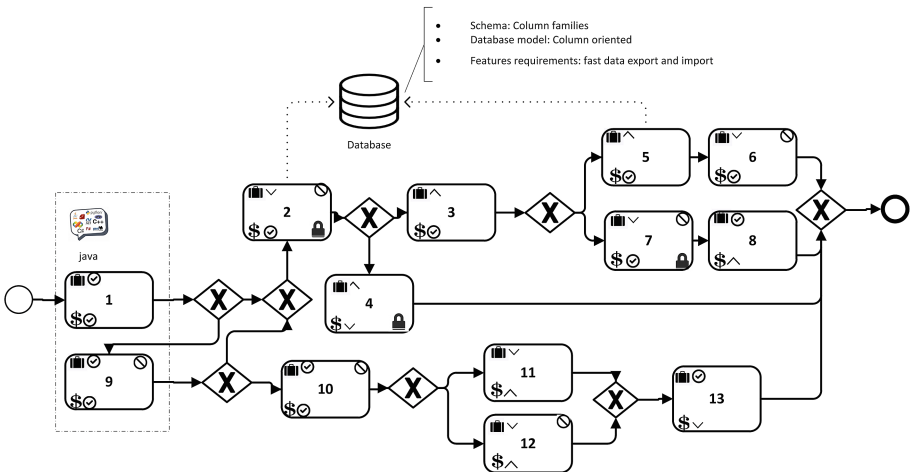 Schema: Column families
Database model: Column oriented
Features requirements: fast data export and import
Database
5
6
2
3
7
8
java
C++
C#
1
4
9
10
11
12
13